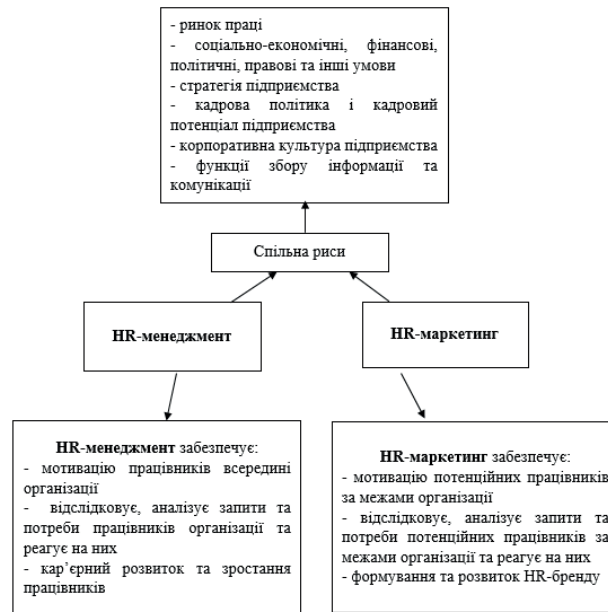 - ринок праці
- соціально-економічні, фінансові,
політичні, правові та інші умови
- стратегія підприємства
- кадрова політика і кадровий
потенціал підприємства
- корпоративна культура підприємства
- функції збору інформації та
комунікації
Спільна риси
HR-менеджмент
HR-маркетинг
HR-менеджмент забезпечує:
- мотивацію працівників всередині
організації
- відслідковує, аналізує запити та
потреби працівників організації та
реагує на них
- кар’єрний розвиток та зростання
працівників
HR-маркетинг забезпечує:
- мотивацію потенційних працівників
за межами організації
- відслідковує, аналізує запити та
потреби потенційних працівників за
межами організації та реагує на них
- формування та розвиток HR-бренду